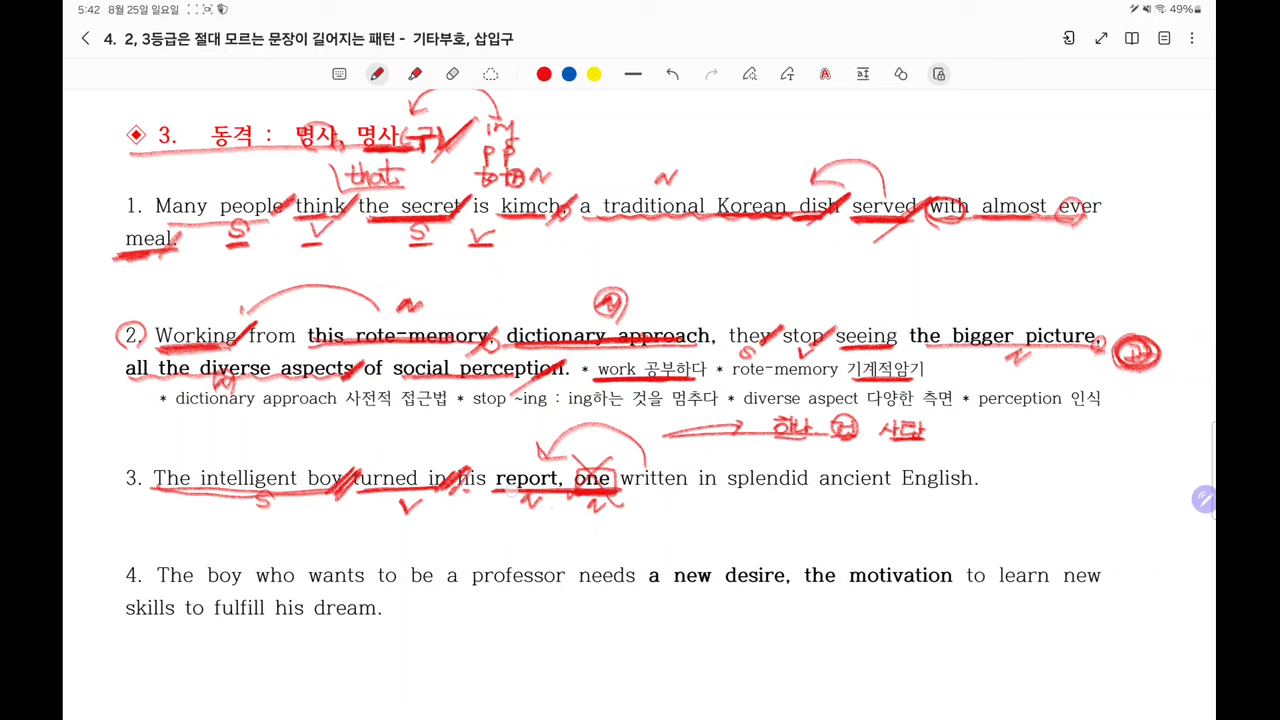 5:42 8월 25일 일요일 49%
4. 2, 3등급은 절대 모르는 문장이 길어지는 패턴 - 기타부호, 삽입구
3. 동격 : 명사, 명사(구)
ing
p p
that to N
N
1. Many people think the secret is kimch, a traditional Korean dish served with almost ever
meal.
S V S V
N
2. Working from this rote-memory, dictionary approach, they stop seeing the bigger picture,
S V N
all the diverse aspects of social perception. * work 공부하다 * rote-memory 기계적암기
* dictionary approach 사전적 접근법 * stop ~ing : ing하는 것을 멈추다 * diverse aspect 다양한 측면 * perception 인식
하나 사람
3. The intelligent boy turned in his report, one written in splendid ancient English.
S V N N
4. The boy who wants to be a professor needs a new desire, the motivation to learn new
skills to fulfill his dream.